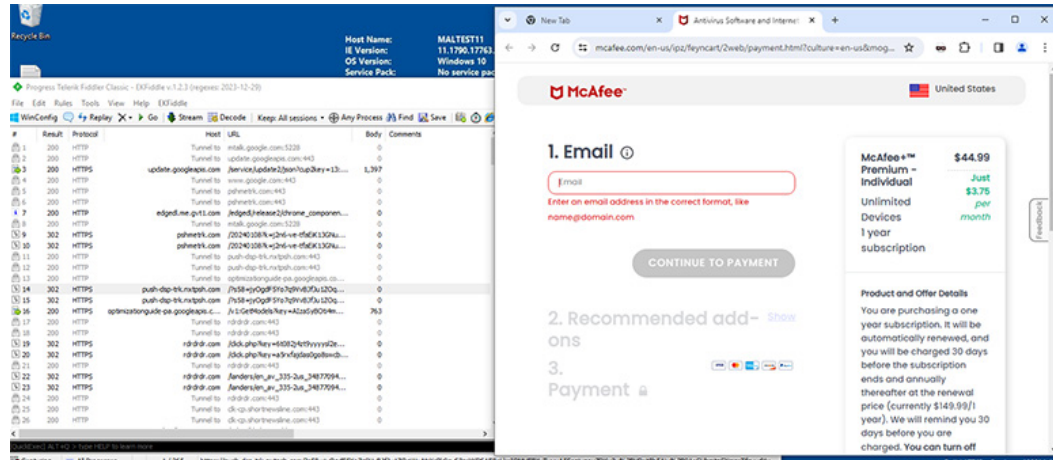 Recycle Bin
Host Name: MALTEST11
IE Version: 11.1790.17763.
OS Version: Windows 10
Service Pack: No service pac
Progress Telerik Fiddler Classic - EKFiddle v.1.2.3 (regexes: 2023-12-29)
File Edit Rules Tools View Help EKFiddle
WinConfig Replay Go Stream Decode Keep: All sessions Any Process Find Save
# Result Protocol Host URL Body Comments
1 200 HTTP Tunnel to mtalk.google.com:5228 0
2 200 HTTP Tunnel to update.googleapis.com:443 0
3 200 HTTPS update.googleapis.com /service/update2/json?cup2key=13:... 1,397
4 200 HTTP Tunnel to www.google.com:443 0
5 200 HTTP Tunnel to pshmetrk.com:443 0
6 200 HTTP Tunnel to pshmetrk.com:443 0
7 200 HTTP edgedl.me.gvt1.com /edgedl/release2/chrome_componen... 0
8 200 HTTP Tunnel to mtalk.google.com:443 0
9 302 HTTPS pshmetrk.com 0
10 302 HTTPS pshmetrk.com 0
11 200 HTTP Tunnel to push-dsp-trk.nxtpsh.com:443 0
12 200 HTTP Tunnel to push-dsp-trk.nxtpsh.com:443 0
13 200 HTTP Tunnel to optimizationguide-pa.googleapis.co... 0
14 302 HTTPS push-dsp-trk.nxtpsh.com 0
15 302 HTTPS push-dsp-trk.nxtpsh.com 0
16 200 HTTPS optimizationguide-pa.googleapis.c... 763
17 200 HTTP Tunnel to rdrdrdr.com:443 0
18 200 HTTP Tunnel to rdrdrdr.com:443 0
19 302 HTTPS rdrdrdr.com 0
20 302 HTTPS rdrdrdr.com 0
21 200 HTTP Tunnel to rdrdrdr.com:443 0
22 302 HTTPS rdrdrdr.com /landers/en_av_335-2us_34877094... 0
23 302 HTTPS rdrdrdr.com /landers/en_av_335-2us_34877094... 0
24 200 HTTP Tunnel to rdrdrdr.com:443 0
25 200 HTTP Tunnel to clk-cp.shortnewsline.com:443 0
26 200 HTTP Tunnel to clk-cp.shortnewsline.com:443 0
[QuickExec] ALT+Q > type HELP to learn more
New Tab
Antivirus Software and Internet
mcafee.com/en-us/ipz/feyncart/2web/payment.html?culture=en-us&mog...
McAfee™
United States
1. Email
Email
Enter an email address in the correct format, like
name@domain.com
CONTINUE TO PAYMENT
2. Recommended add-ons Show
3.
Payment
McAfee+™ $44.99
Premium -
Individual Just
$3.75
Unlimited per
Devices month
1 year
subscription
Product and Offer
Details
You are purchasing a one
year subscription. It will be
automatically renewed, and
you will be charged 30 days
before the subscription
ends and annually
thereafter at the renewal
price (currently $149.99/1
year). We will remind you 30
days before you are
charged. You can turn off
Feedback